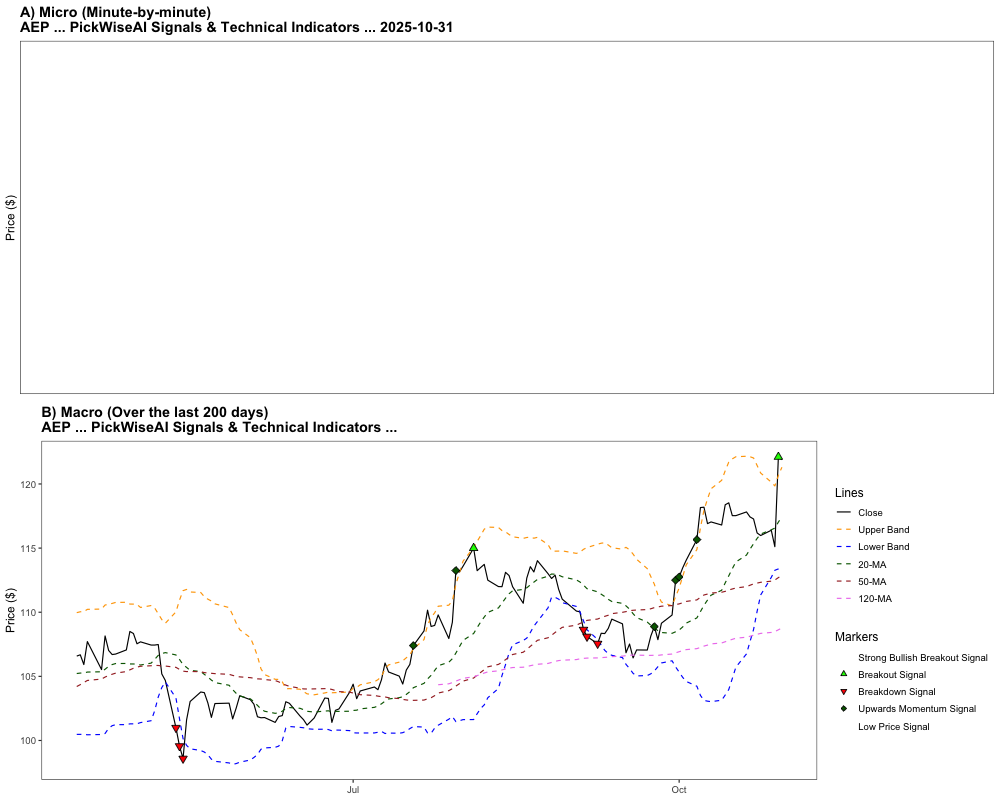 A) Micro (Minute-by-minute)
AEP ... PickWiseAI Signals & Technical Indicators ... 2025-10-31
Price ($)
B) Macro (Over the last 200 days)
AEP ... PickWiseAI Signals & Technical Indicators ...
Price ($)
120
115
110
105
100
Jul
Oct
Lines
Close
Upper Band
Lower Band
20-MA
50-MA
120-MA
Markers
Strong Bullish Breakout Signal
Breakout Signal
Breakdown Signal
Upwards Momentum Signal
Low Price Signal